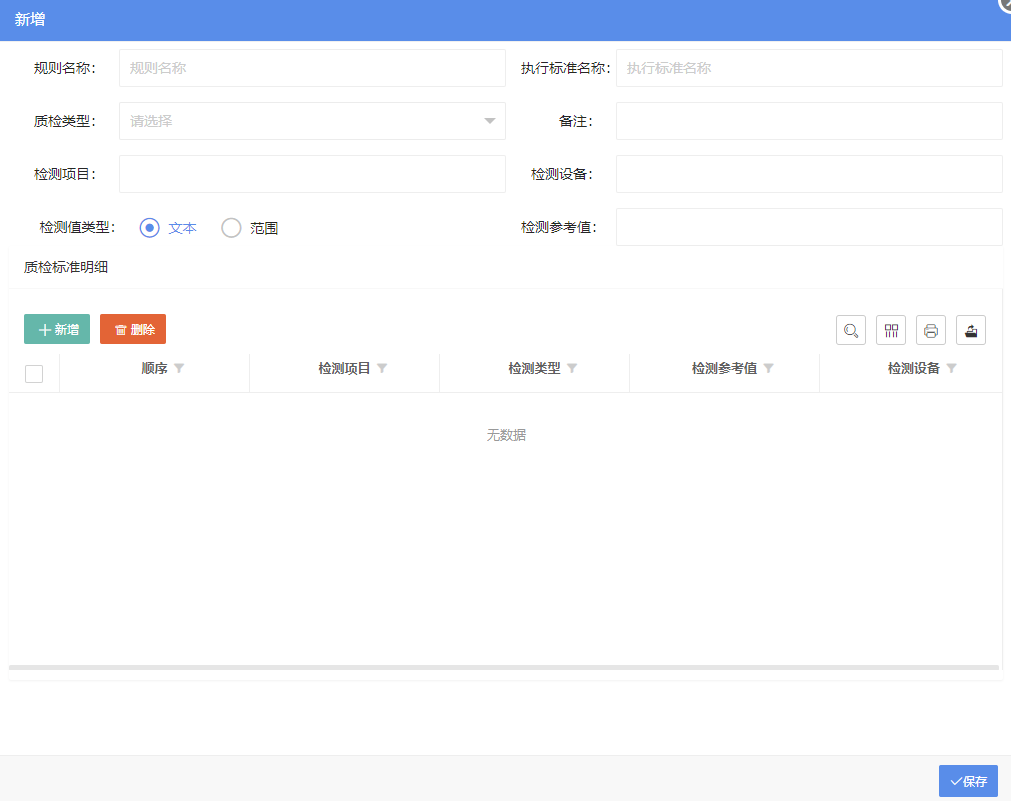 新增
规则名称： 规则名称 执行标准名称： 执行标准名称
质检类型： 请选择 备注：
检测项目： 检测设备：
检测值类型： 文本 范围 检测参考值：
质检标准明细
新增 删除
顺序 检测项目 检测类型 检测参考值 检测设备
无数据
保存